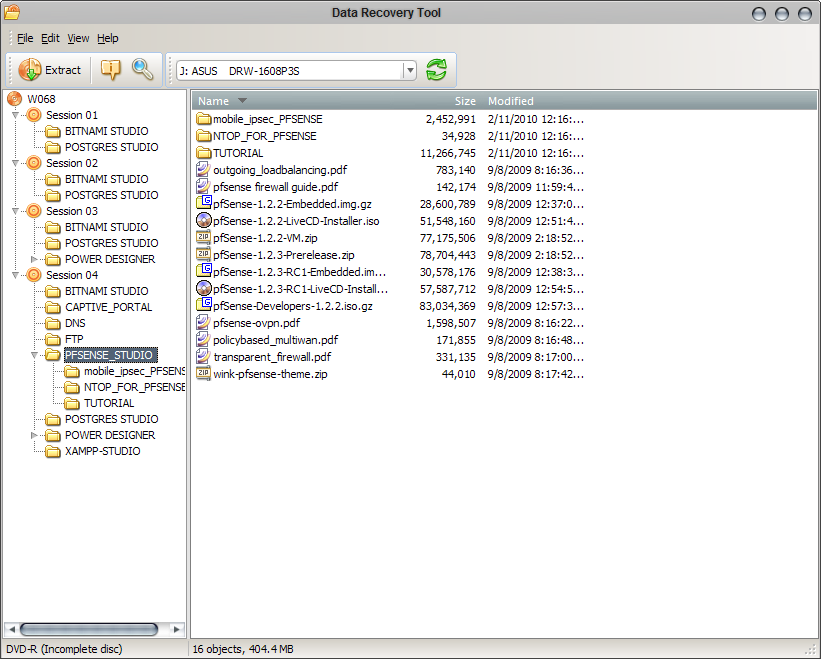 Data Recovery Tool
File Edit View Help
Extract
J: ASUS DRW-1608P3S
W068
Session 01
BITNAMI STUDIO
POSTGRES STUDIO
Session 02
BITNAMI STUDIO
POSTGRES STUDIO
Session 03
BITNAMI STUDIO
POSTGRES STUDIO
POWER DESIGNER
Session 04
BITNAMI STUDIO
CAPTIVE_PORTAL
DNS
FTP
PFSENSE_STUDIO
mobile_ipsec_PFSENS
NTOP_FOR_PFSENSE
TUTORIAL
POSTGRES STUDIO
POWER DESIGNER
XAMPP-STUDIO
Name Size Modified
mobile_ipsec_PFSENSE 2,452,991 2/11/2010 12:16:...
NTOP_FOR_PFSENSE 34,928 2/11/2010 12:16:...
TUTORIAL 11,266,745 2/11/2010 12:16:...
outgoing_loadbalancing.pdf 783,140 9/8/2009 8:16:36...
pfsense firewall guide.pdf 142,174 9/8/2009 11:59:4...
pfSense-1.2.2-Embedded.img.gz 28,600,789 9/8/2009 12:37:0...
pfSense-1.2.2-LiveCD-Installer.iso 51,548,160 9/8/2009 12:51:4...
pfSense-1.2.2-VM.zip 77,175,506 9/8/2009 2:18:52...
pfSense-1.2.3-Prerelease.zip 78,704,443 9/8/2009 2:18:52...
pfSense-1.2.3-RC1-Embedded.im... 30,578,176 9/8/2009 12:38:3...
pfSense-1.2.3-RC1-LiveCD-Install... 57,587,712 9/8/2009 12:54:5...
pfSense-Developers-1.2.2.iso.gz 83,034,369 9/8/2009 12:57:3...
pfsense-ovpn.pdf 1,598,507 9/8/2009 8:16:22...
policybased_multiwan.pdf 171,855 9/8/2009 8:16:48...
transparent_firewall.pdf 331,135 9/8/2009 8:17:00...
wink-pfsense-theme.zip 44,010 9/8/2009 8:17:42...
DVD-R (Incomplete disc) 16 objects, 404.4 MB